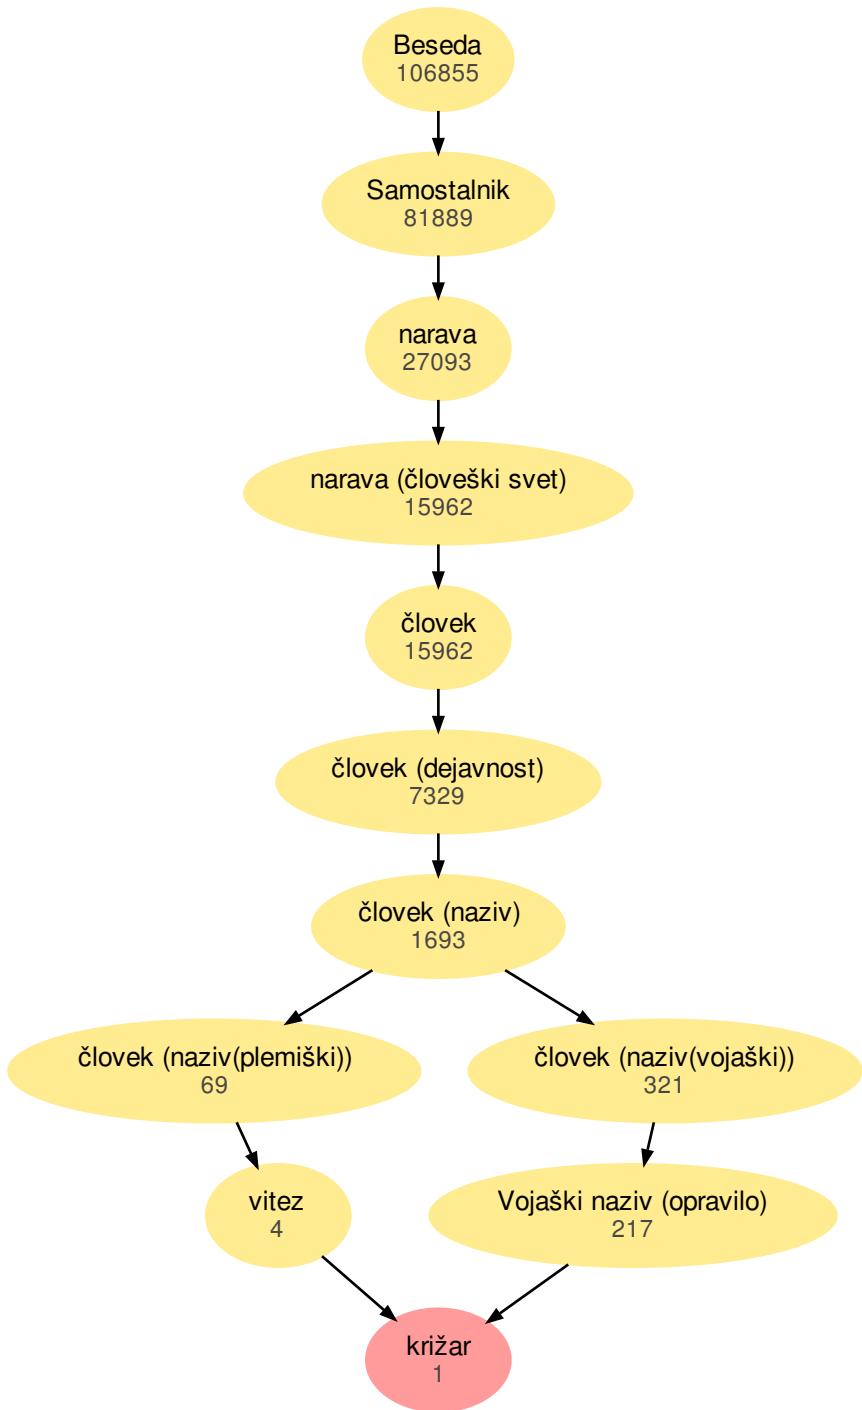 Beseda
106855
Samostalnik
81889
narava
27093
narava (človeški svet)
15962
človek
15962
človek (dejavnost)
7329
človek (naziv)
1693
človek (naziv(plemiški))
69
človek (naziv(vojaški))
321
vitez
4
Vojaški naziv (opravilo)
217
križar
1